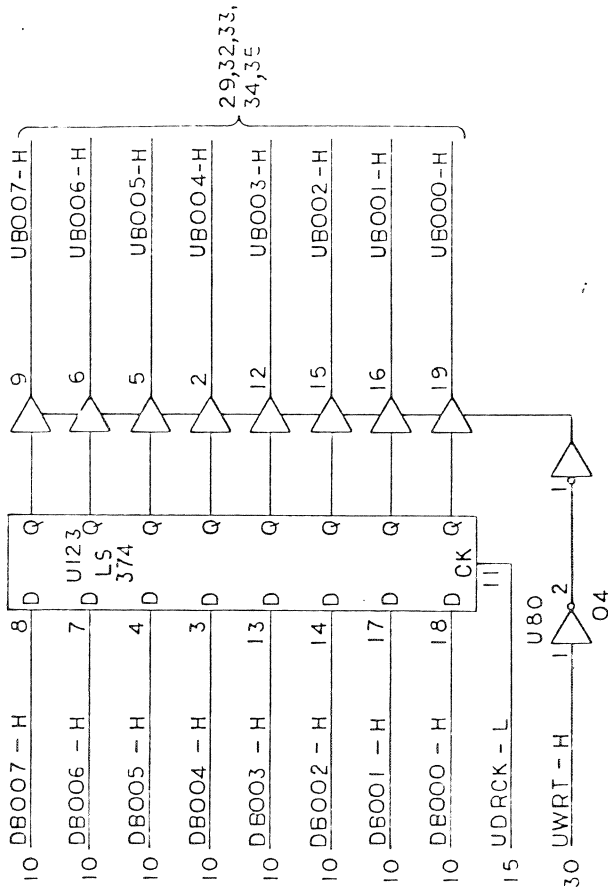 10 DB007 - H 8 D Q 9 UB007-H
10 DB006 - H 7 D Q 6 UB006-H
10 DB005 - H 4 D Q 5 UB005-H
10 DB004 - H 3 D Q 2 UB004-H
10 DB003 - H 13 D Q 12 UB003-H
10 DB002 - H 14 D Q 15 UB002-H
10 DB001 - H 17 D Q 16 UB001-H
10 DB000 - H 18 D Q 19 UB000-H
U123
LS
374
CK
11
15 UDRCK - L
30 UWRT - H 1 2 1
U80
04
29,32,33,
34,35